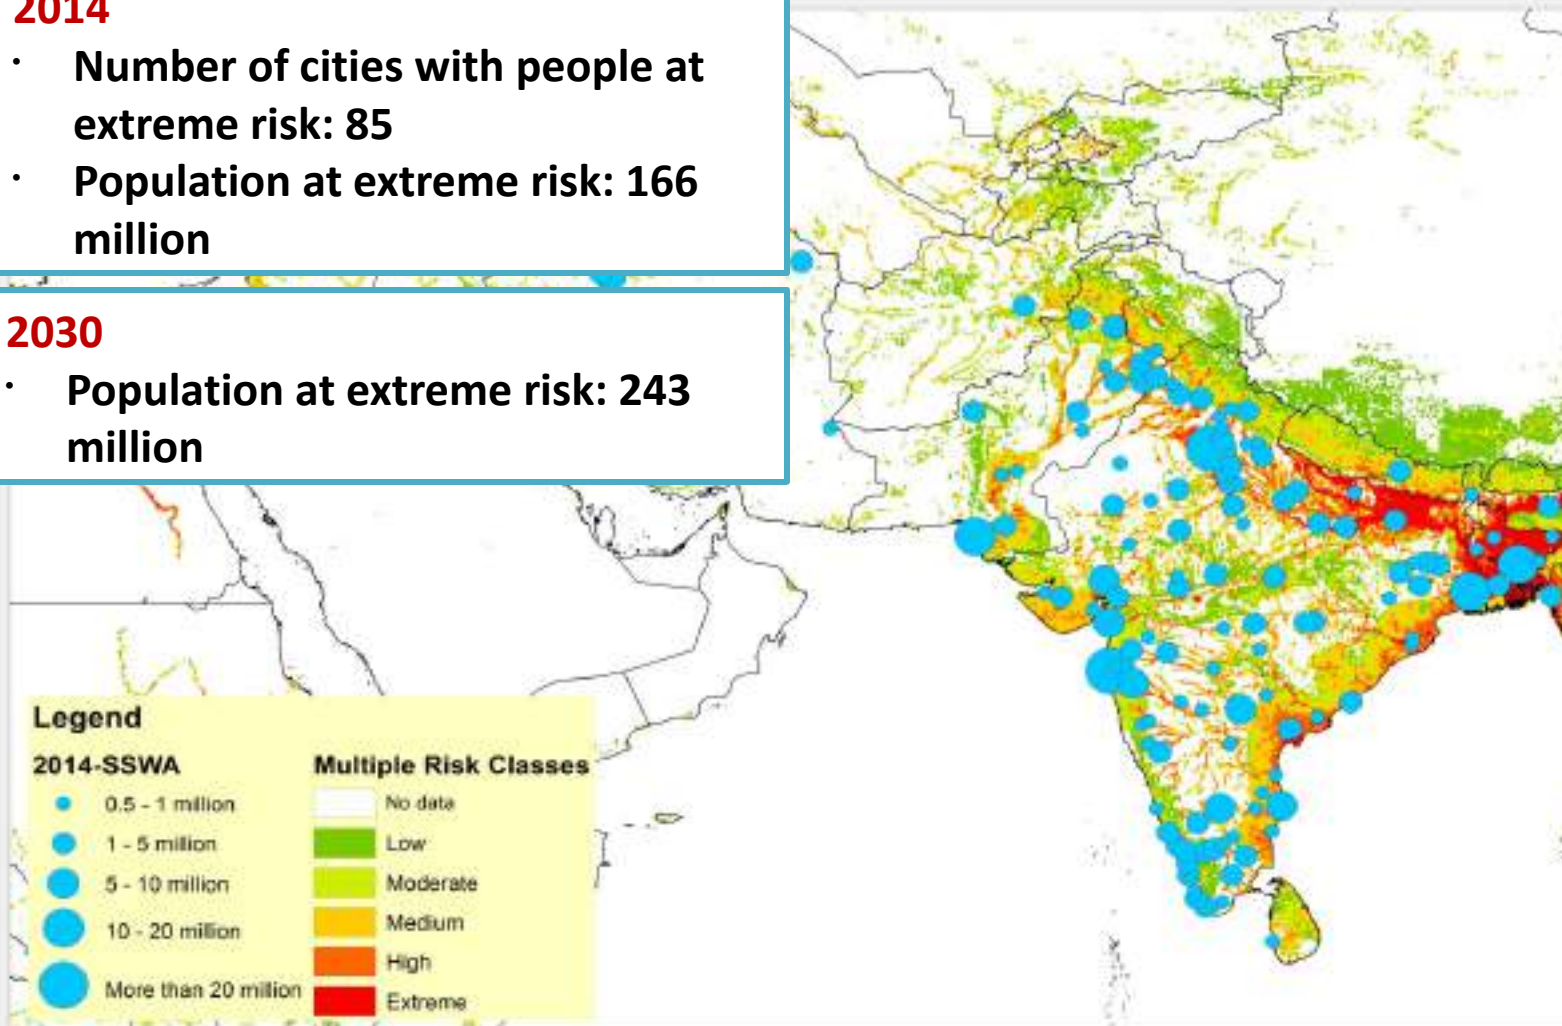 2014
· Number of cities with people at
extreme risk: 85
· Population at extreme risk: 166
million
2030
· Population at extreme risk: 243
million
Legend
2014-SSWA
0.5 - 1 million
1 - 5 million
5 - 10 million
10 - 20 million
More than 20 million
Multiple Risk Classes
No data
Low
Moderate
Medium
High
Extreme